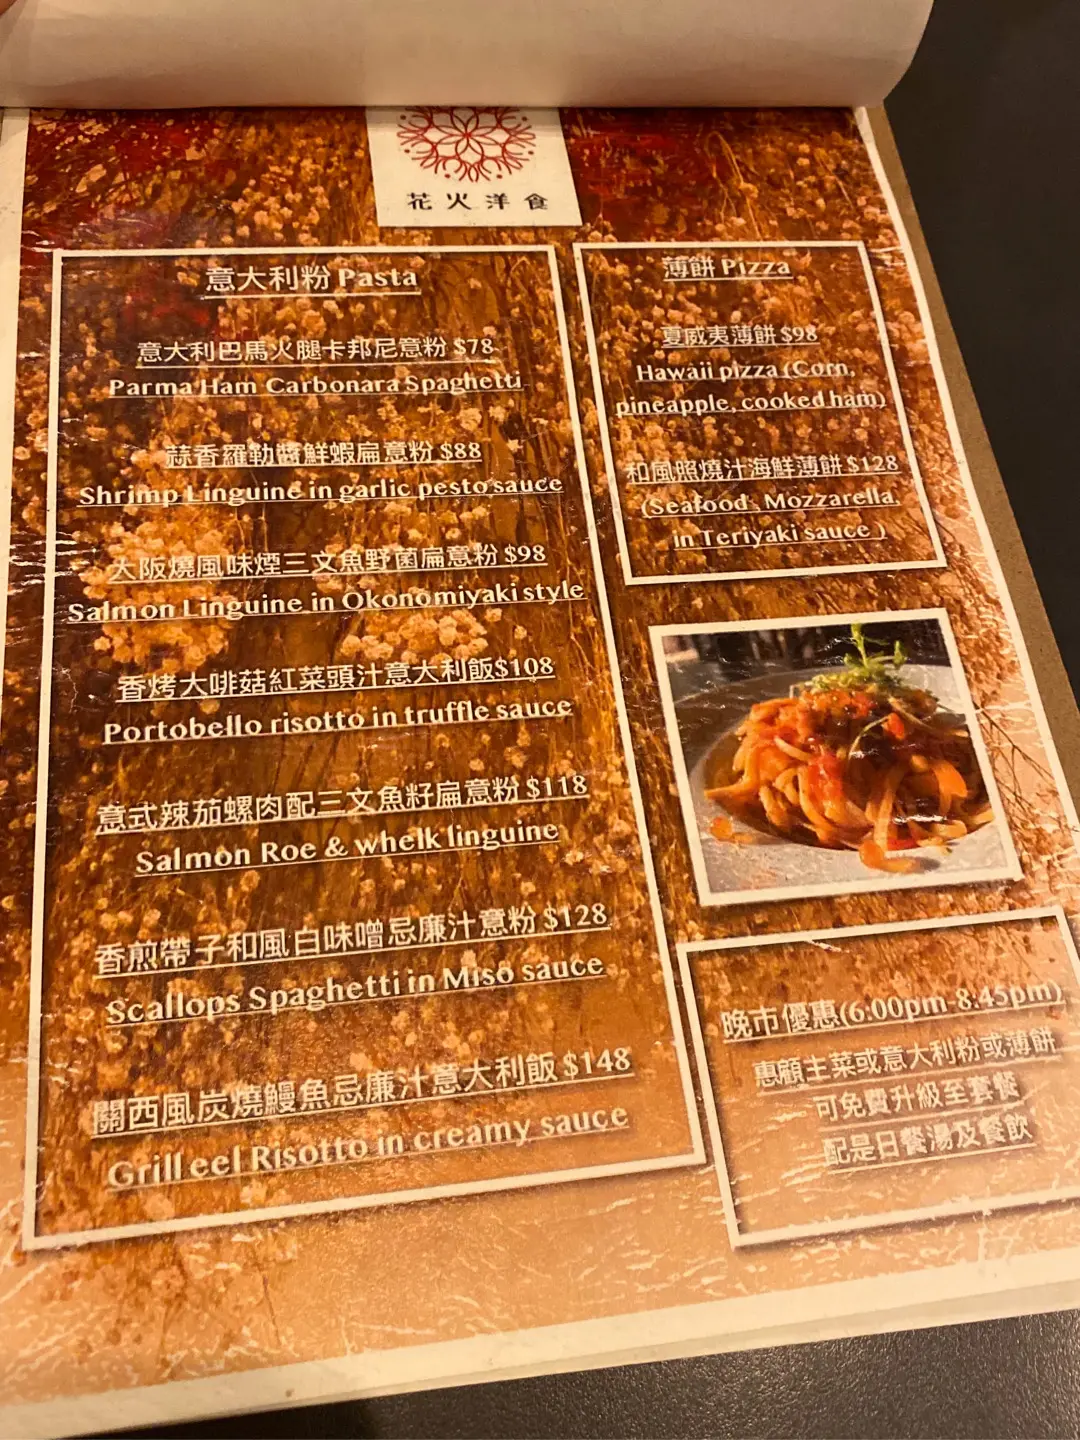 花火洋食
意大利粉 Pasta
意大利巴馬火腿卡邦尼意粉 $78
Parma Ham Carbonara Spaghetti
蒜香羅勒醬鮮蝦扁意粉 $88
Shrimp Linguine in garlic pesto sauce
大阪燒風味煙三文魚野菌扁意粉 $98
Salmon Linguine in Okonomiyaki style
香烤大啡菇紅菜頭汁意大利飯$108
Portobello risotto in truffle sauce
意式辣茄螺肉配三文魚籽扁意粉 $118
Salmon Roe & whelk linguine
香煎帶子和風白味噌忌廉汁意粉 $128
Scallops Spaghetti in Miso sauce
關西風炭燒鰻魚忌廉汁意大利飯 $148
Grill eel Risotto in creamy sauce
薄餅 Pizza
夏威夷薄餅 $98
Hawaii pizza (Corn,
pineapple, cooked ham)
和風照燒汁海鮮薄餅 $128
(Seafood , Mozzarella,
in Teriyaki sauce )
晚市優惠(6:00pm-8:45pm)
惠顧主菜或意大利粉或薄餅
可免費升級至套餐
配是日餐湯及餐飲